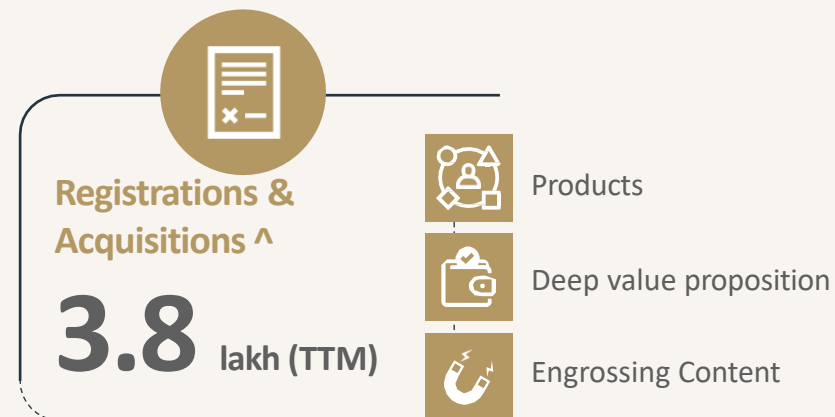 Registrations &
Acquisitions ^
3.8 lakh (TTM)
Products
Deep value proposition
Engrossing Content